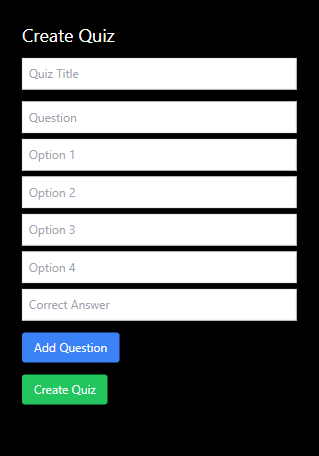 Create Quiz
Quiz Title
Question
Option 1
Option 2
Option 3
Option 4
Correct Answer
Add Question
Create Quiz